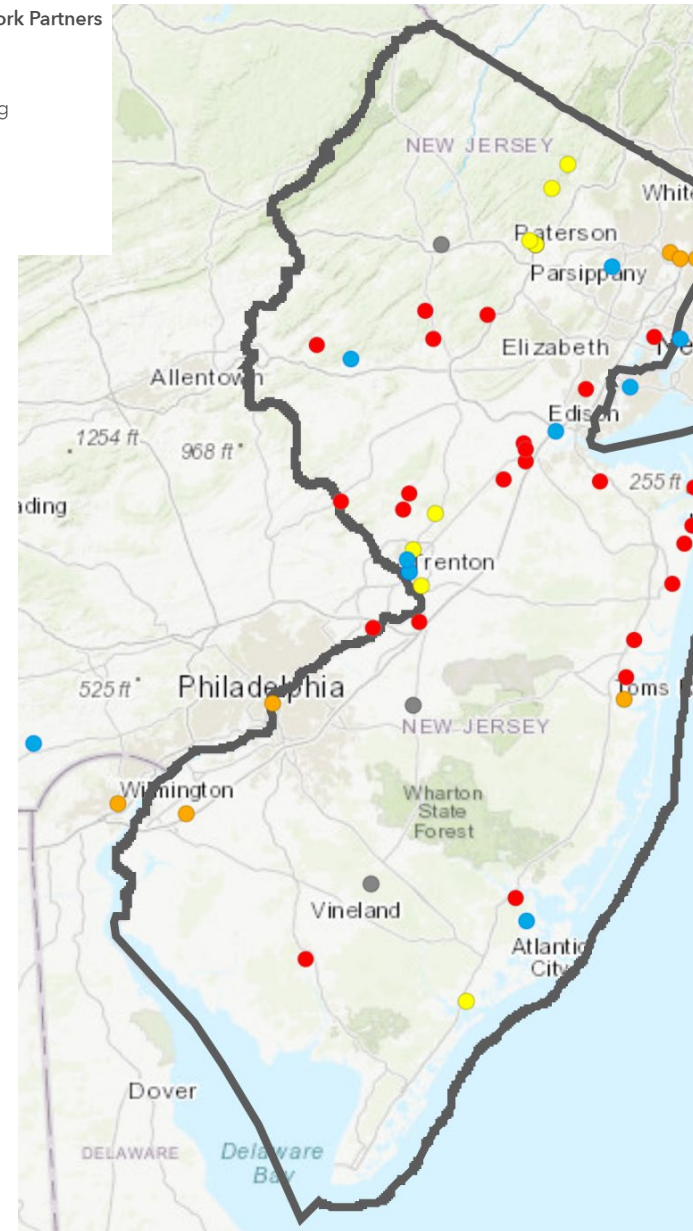 ork Partners
g
NEW JERSEY
White
Paterson
Parsippany
Elizabeth
Ne
Allentown
Edison
1254 ft
968 ft
255 ft
ading
Trenton
525 ft
Philadelphia
Toms
NEW JERSEY
Wilmington
Wharton
State
Forest
Vineland
Atlantic
City
Dover
DELAWARE
Delaware
Bay